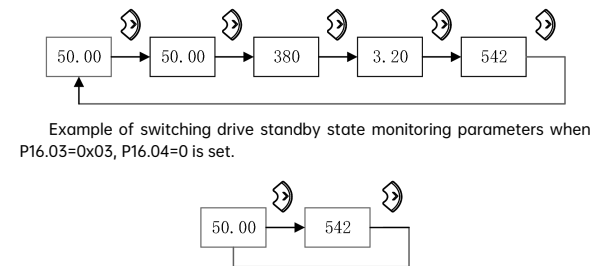 50.00 50.00 380 3.20 542
Example of switching drive standby state monitoring parameters when
P16.03=0x03, P16.04=0 is set.
50.00 542